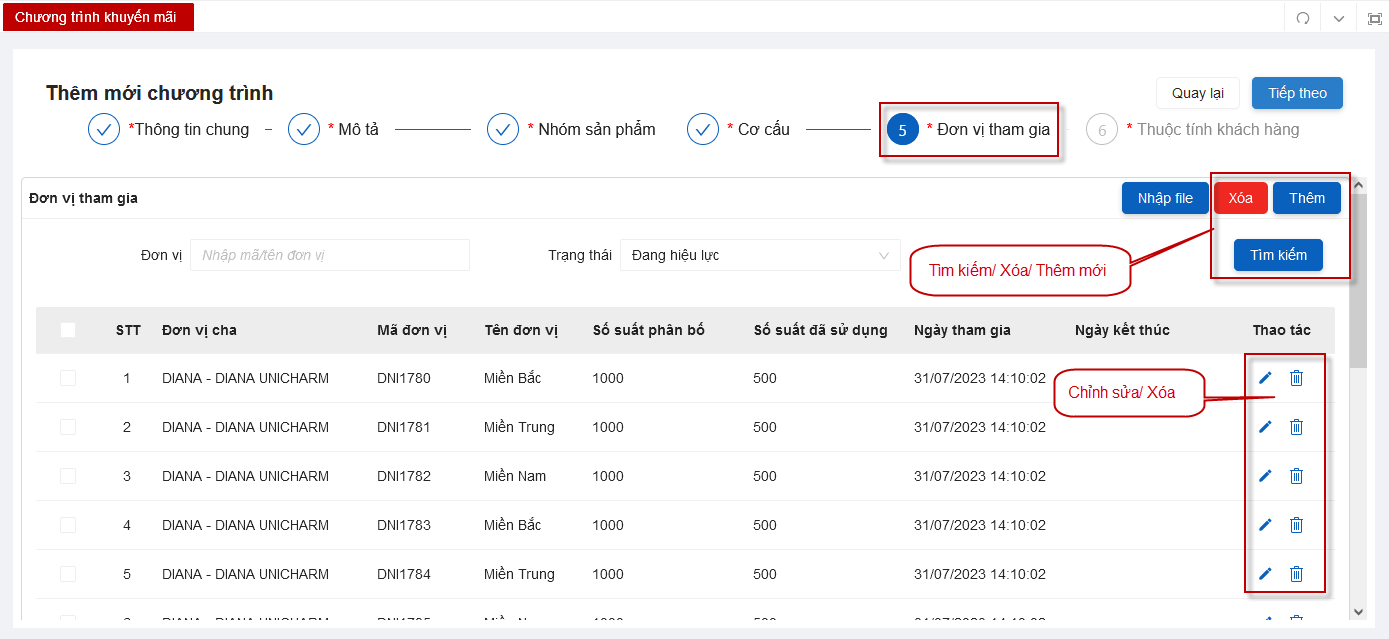 Chương trình khuyến mãi
Thêm mới chương trình
Quay lại Tiếp theo
*Thông tin chung * Mô tả * Nhóm sản phẩm * Cơ cấu 5 * Đơn vị tham gia 6 * Thuộc tính khách hàng
Đơn vị tham gia Nhập file Xóa Thêm
Đơn vị Nhập mã/tên đơn vị Trạng thái Đang hiệu lực Tìm kiếm
Tìm kiếm/ Xóa/ Thêm mới
STT Đơn vị cha Mã đơn vị Tên đơn vị Số suất phân bổ Số suất đã sử dụng Ngày tham gia Ngày kết thúc Thao tác
1 DIANA - DIANA UNICHARM DNI1780 Miền Bắc 1000 500 31/07/2023 14:10:02
Chỉnh sửa/ Xóa
2 DIANA - DIANA UNICHARM DNI1781 Miền Trung 1000 500 31/07/2023 14:10:02
3 DIANA - DIANA UNICHARM DNI1782 Miền Nam 1000 500 31/07/2023 14:10:02
4 DIANA - DIANA UNICHARM DNI1783 Miền Bắc 1000 500 31/07/2023 14:10:02
5 DIANA - DIANA UNICHARM DNI1784 Miền Trung 1000 500 31/07/2023 14:10:02